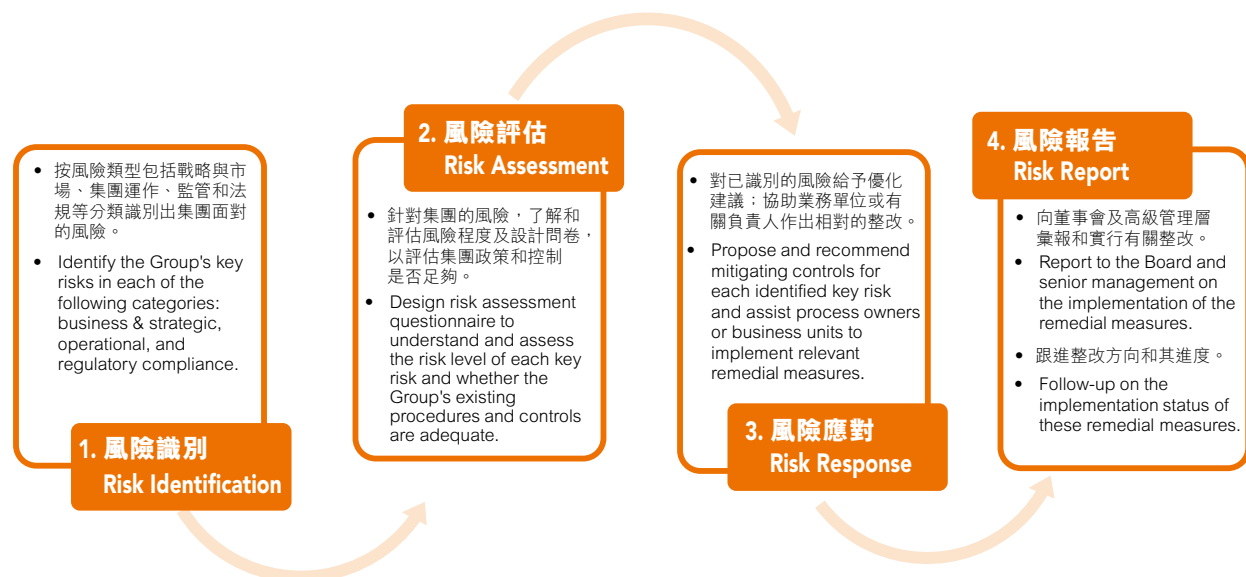 • 按風險類型包括戰略與市
場、集團運作、監管和法
規等分類識別出集團面對
的風險。
• Identify the Group's key
risks in each of the
following categories:
business & strategic,
operational, and
regulatory compliance.
1. 風險識別
Risk Identification
2. 風險評估
Risk Assessment
• 針對集團的風險，了解和
評估風險程度及設計問卷，
以評估集團政策和控制
是否足夠。
• Design risk assessment
questionnaire to
understand and assess
the risk level of each key
risk and whether the
Group's existing
procedures and controls
are adequate.
• 對已識別的風險給予優化
建議；協助業務單位或有
關負責人作出相對的整改。
• Propose and recommend
mitigating controls for
each identified key risk
and assist process owners
or business units to
implement relevant
remedial measures.
3. 風險應對
Risk Response
4. 風險報告
Risk Report
• 向董事會及高級管理層
彙報和實行有關整改。
• Report to the Board and
senior management on
the implementation of the
remedial measures.
• 跟進整改方向和其進度。
• Follow-up on the
implementation status of
these remedial measures.